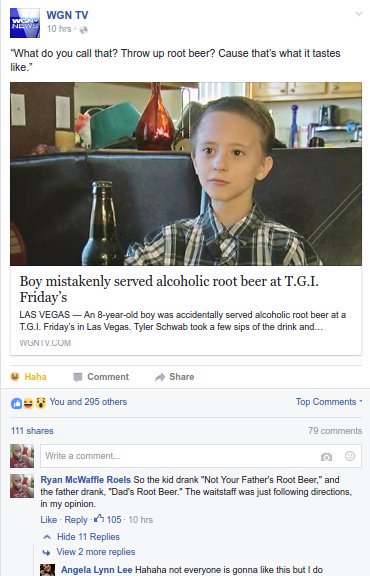 WGN TV
WGN
NEWS
10 hrs ·
“What do you call that? Throw up root beer? Cause that’s what it tastes
like.”
Boy mistakenly served alcoholic root beer at T.G.I.
Friday’s
LAS VEGAS — An 8-year-old boy was accidentally served alcoholic root beer at a
T.G.I. Friday’s in Las Vegas. Tyler Schwab took a few sips of the drink and…
WGNTV.COM
Haha Comment Share
You and 295 others Top Comments
111 shares 79 comments
Write a comment...
Ryan McWaffle Roels So the kid drank "Not Your Father's Root Beer," and
the father drank, "Dad's Root Beer." The waitstaff was just following directions,
in my opinion.
Like · Reply · 105 · 10 hrs
Hide 11 Replies
View 2 more replies
Angela Lynn Lee Hahaha not everyone is gonna like this but I do